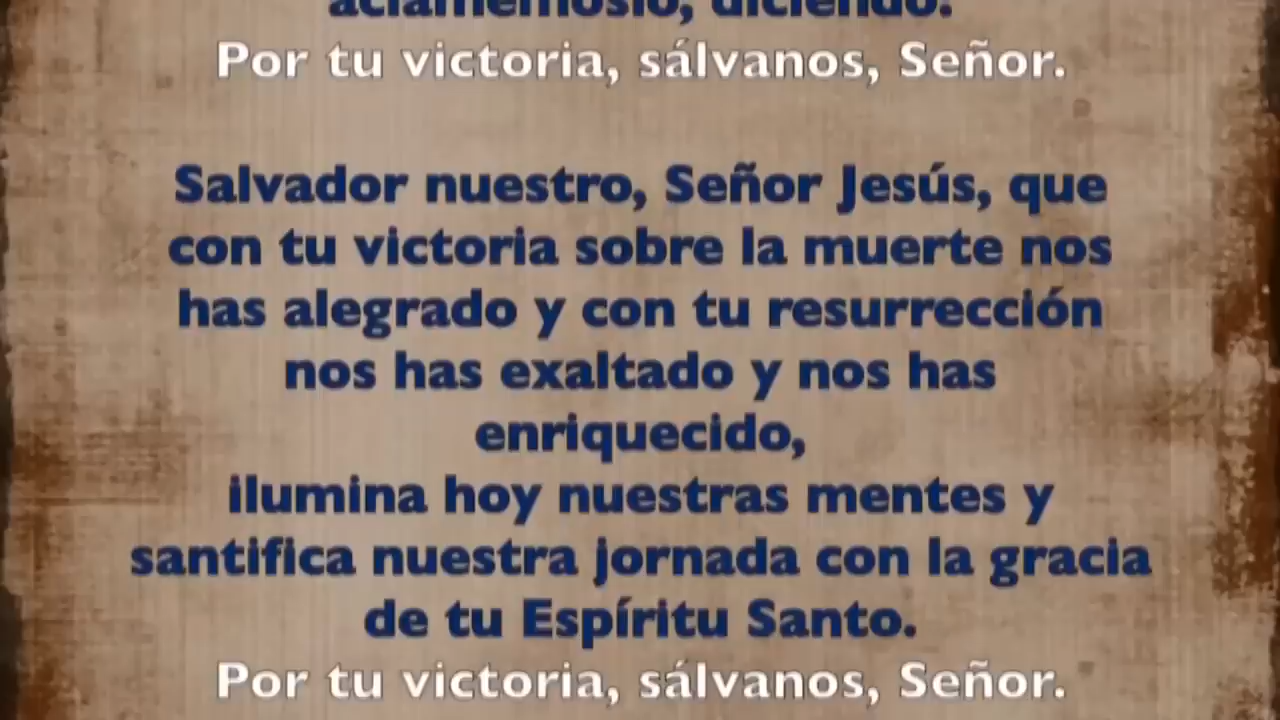 aclamémoslo, diciendo:
Por tu victoria, sálvanos, Señor.
Salvador nuestro, Señor Jesús, que
con tu victoria sobre la muerte nos
has alegrado y con tu resurrección
nos has exaltado y nos has
enriquecido,
ilumina hoy nuestras mentes y
santifica nuestra jornada con la gracia
de tu Espíritu Santo.
Por tu victoria, sálvanos, Señor.